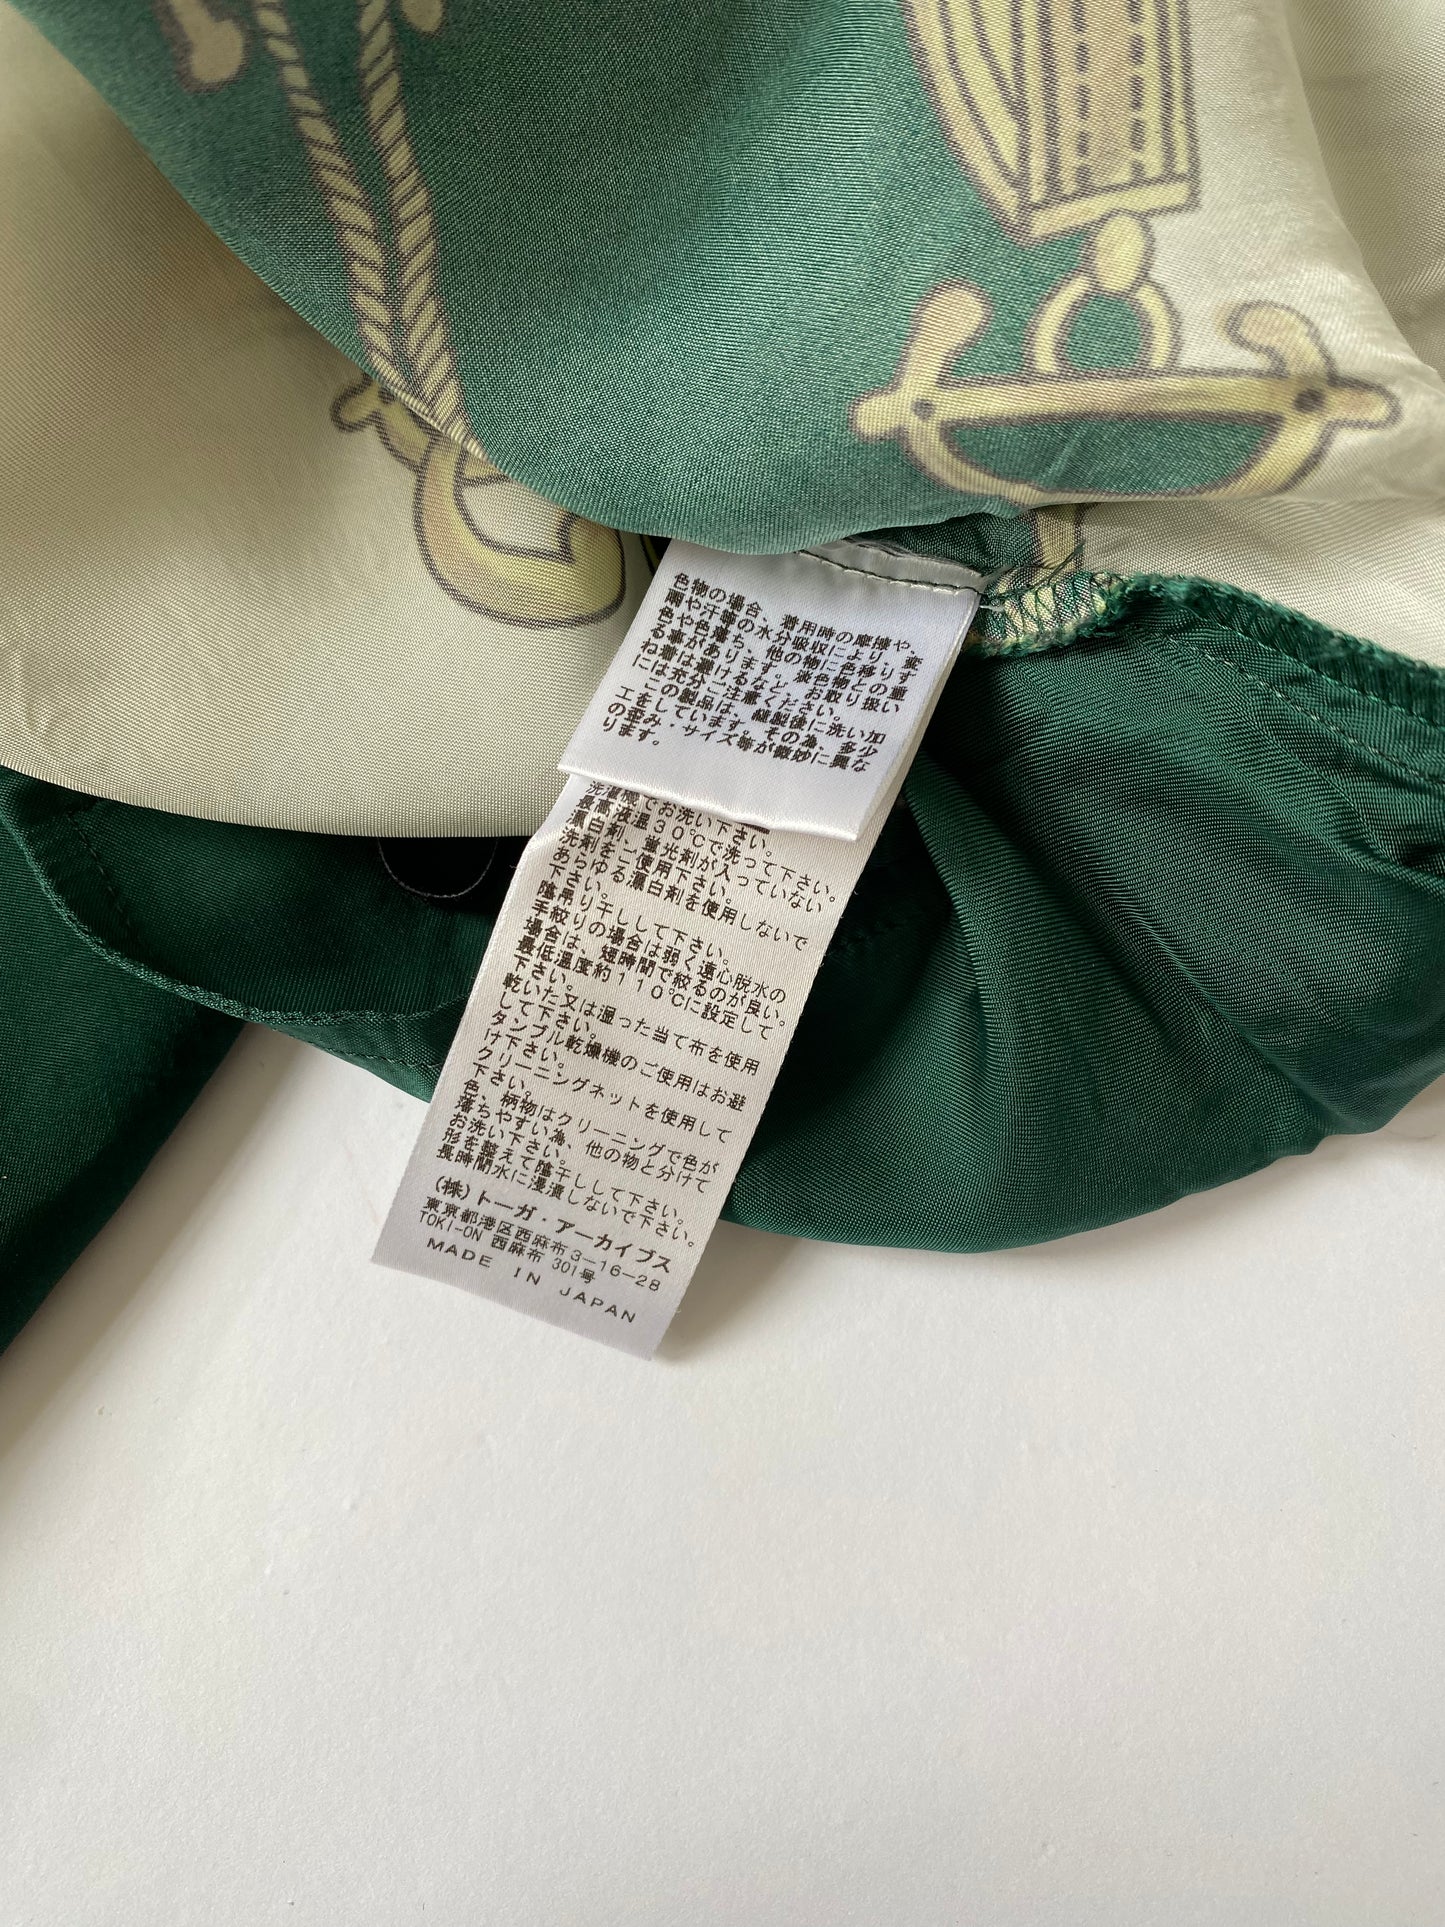 色物の場合、着用時の摩擦や、
雨や汗等の水分吸収により、変
色や色落ち、他の物に色移りす
る事があります。淡色物との重
ね着は避けるなど、お取り扱い
には充分ご注意ください。
この製品は、縫製後に洗い加
工をしています。その為、多少
の歪み・サイズ等が微妙に異な
ります。
洗濯機でお洗い下さい。
最高液温30℃で洗って下さい。
漂白剤、蛍光剤が入っていない
洗剤をご使用下さい。
あらゆる漂白剤を使用しないで
下さい。
陰吊り干しして下さい。
手絞りの場合は弱く遠心脱水の
場合は、短時間で絞るのが良い。
最低温度約110℃に設定して
下さい。
乾いた又は湿った当て布を使用
して下さい。
タンブル乾燥機のご使用はお避
け下さい。
クリーニングネットを使用して
下さい。
色、柄物はクリーニングで色が
落ちやすい為、他の物と分けて
お洗い下さい。
形を整えて陰干しして下さい。
長時間水に浸漬しないで下さい。
(株)トーガ・アーカイブス
東京都港区西麻布3-16-28
TOKI-ON 西麻布 301号
MADE IN JAPAN